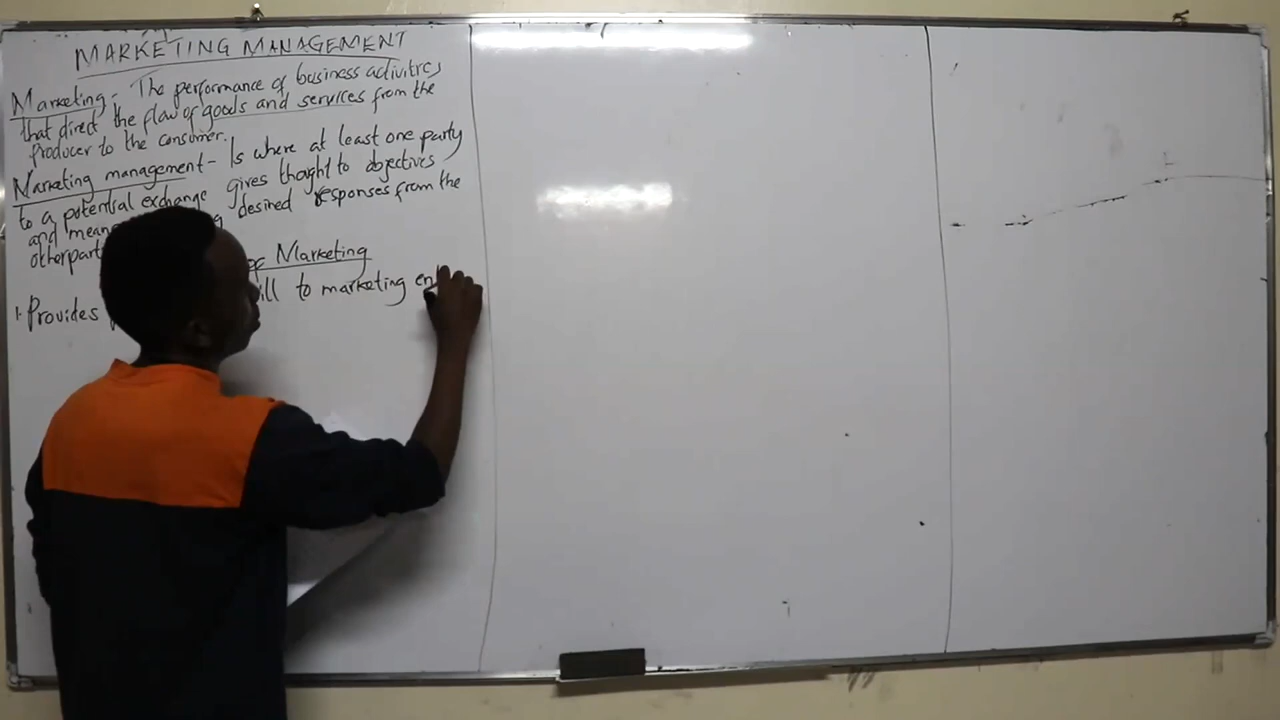 MARKETING MANAGEMENT
Marketing - The performance of business activities
that direct the flow of goods and services from the
producer to the consumer.
Marketing management - Is where at least one party
to a potential exchange gives thought to objectives
and desired responses from the
other
of Marketing
1. Provides to marketing